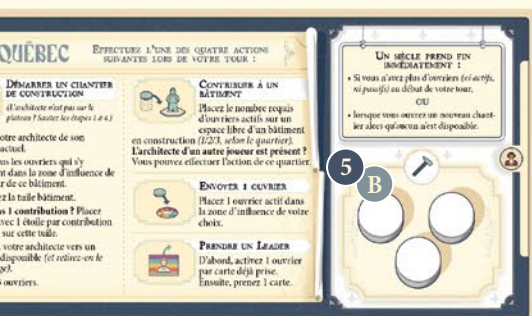 QUÉBEC
EFFECTUEZ L'UNE DES QUATRE ACTIONS
SUIVANTES LORS DE VOTRE TOUR :
DÉMARRER UN CHANTIER
DE CONSTRUCTION
(L'architecte n'est pas sur le
plateau ? Sautez les étapes 1 à 4.)
otre architecte de son
actuel.
us les ouvriers qui s'y
nt dans la zone d'influence de
r de ce bâtiment.
ez la tuile bâtiment.
s 1 contribution ? Placez
vec 1 étoile par contribution
sur cette tuile.
votre architecte vers un
disponible (et retirez-en le
ge).
ouvriers.
CONTRIBUER À UN
BÂTIMENT
Placez le nombre requis
d'ouvriers actifs sur un
espace libre d'un bâtiment
en construction (1/2/3, selon le quartier).
L'architecte d'un autre joueur est présent ?
Vous pouvez effectuer l'action de ce quartier.
ENVOYER 1 OUVRIER
Placez 1 ouvrier actif dans
la zone d'influence de votre
choix.
PRENDRE UN LEADER
D'abord, activez 1 ouvrier
par carte déjà prise.
Ensuite, prenez 1 carte.
UN SIÈCLE PREND FIN
IMMÉDIATEMENT :
• Si vous n'avez plus d'ouvriers (ni actifs,
ni passifs) au début de votre tour,
OU
• lorsque vous ouvrez un nouveau chant-
ier alors qu'aucun n'est disponible.
5
B